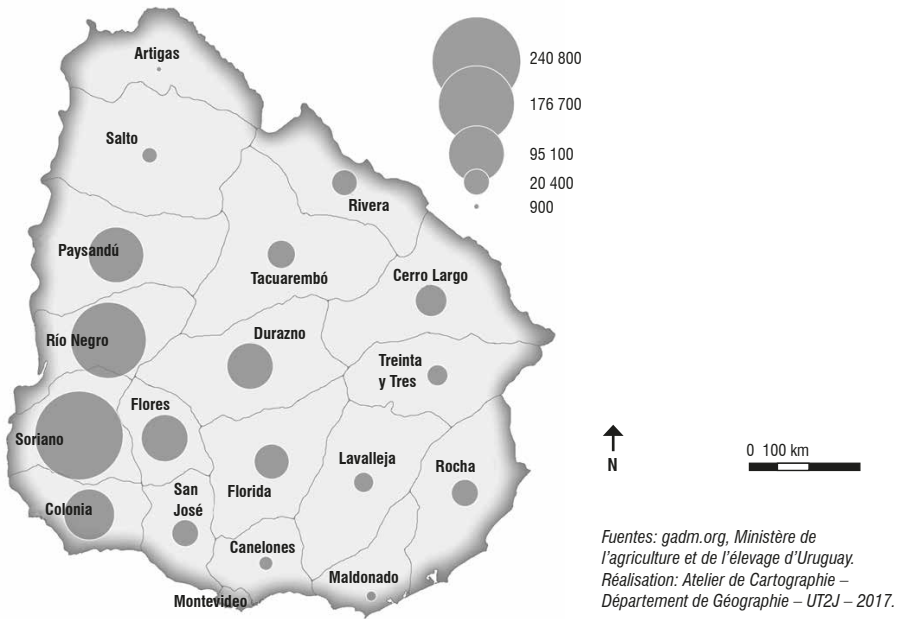 Artigas
240 800
176 700
95 100
20 400
900
Salto
Rivera
Paysandú
Tacuarembó
Cerro Largo
Río Negro
Durazno
Treinta
y Tres
Flores
Soriano
Lavalleja
Rocha
Florida
San
José
Colonia
Canelones
Maldonado
Montevideo
N
0 100 km
Fuentes: gadm.org, Ministère de
l'agriculture et de l'élevage d'Uruguay.
Réalisation: Atelier de Cartographie –
Département de Géographie – UT2J – 2017.